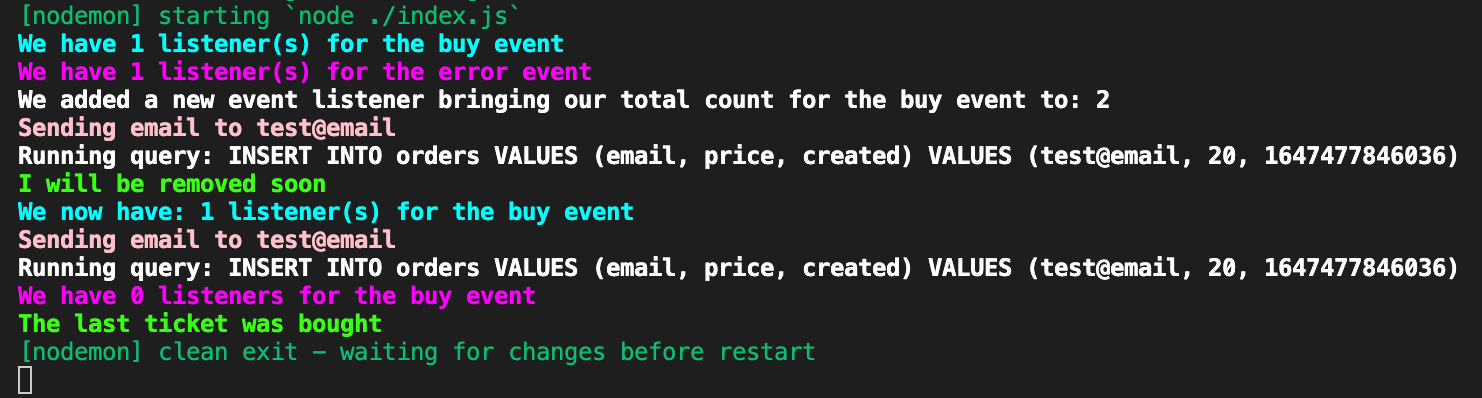 [nodemon] starting `node ./index.js`
We have 1 listener(s) for the buy event
We have 1 listener(s) for the error event
We added a new event listener bringing our total count for the buy event to: 2
Sending email to test@email
Running query: INSERT INTO orders VALUES (email, price, created) VALUES (test@email, 20, 1647477846036)
I will be removed soon
We now have: 1 listener(s) for the buy event
Sending email to test@email
Running query: INSERT INTO orders VALUES (email, price, created) VALUES (test@email, 20, 1647477846036)
We have 0 listeners for the buy event
The last ticket was bought
[nodemon] clean exit – waiting for changes before restart